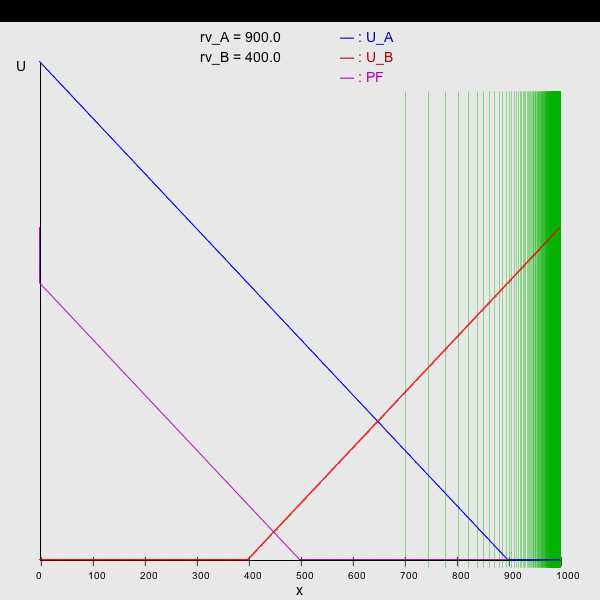 rv_A = 900.0 — : U_A
rv_B = 400.0 — : U_B
— : PF
U
0 100 200 300 400 500 600 700 800 900 1000
x